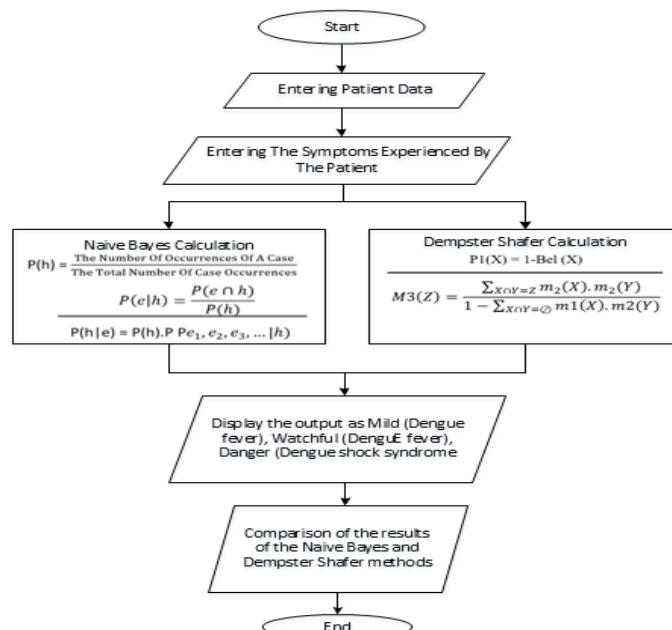 Start
Entering Patient Data
Entering The Symptoms Experienced By
The Patient
Naive Bayes Calculation
P(h) = The Number Of Occurrences Of A Case / The Total Number Of Case Occurrences
P(e|h) = P(e ∩ h) / P(h)
P(h|e) = P(h).P Pe₁, e₂, e₃, ... |h)
Dempster Shafer Calculation
P1(X) = 1-Bel (X)
M3(Z) = ∑X∩Y=Z m₂(X). m₂(Y) / 1 − ∑X∩Y=∅ m1(X). m2(Y)
Display the output as Mild (Dengue
fever), Watchful (DenguE fever),
Danger (Dengue shock syndrome
Comparison of the results
of the Naive Bayes and
Dempster Shafer methods
End